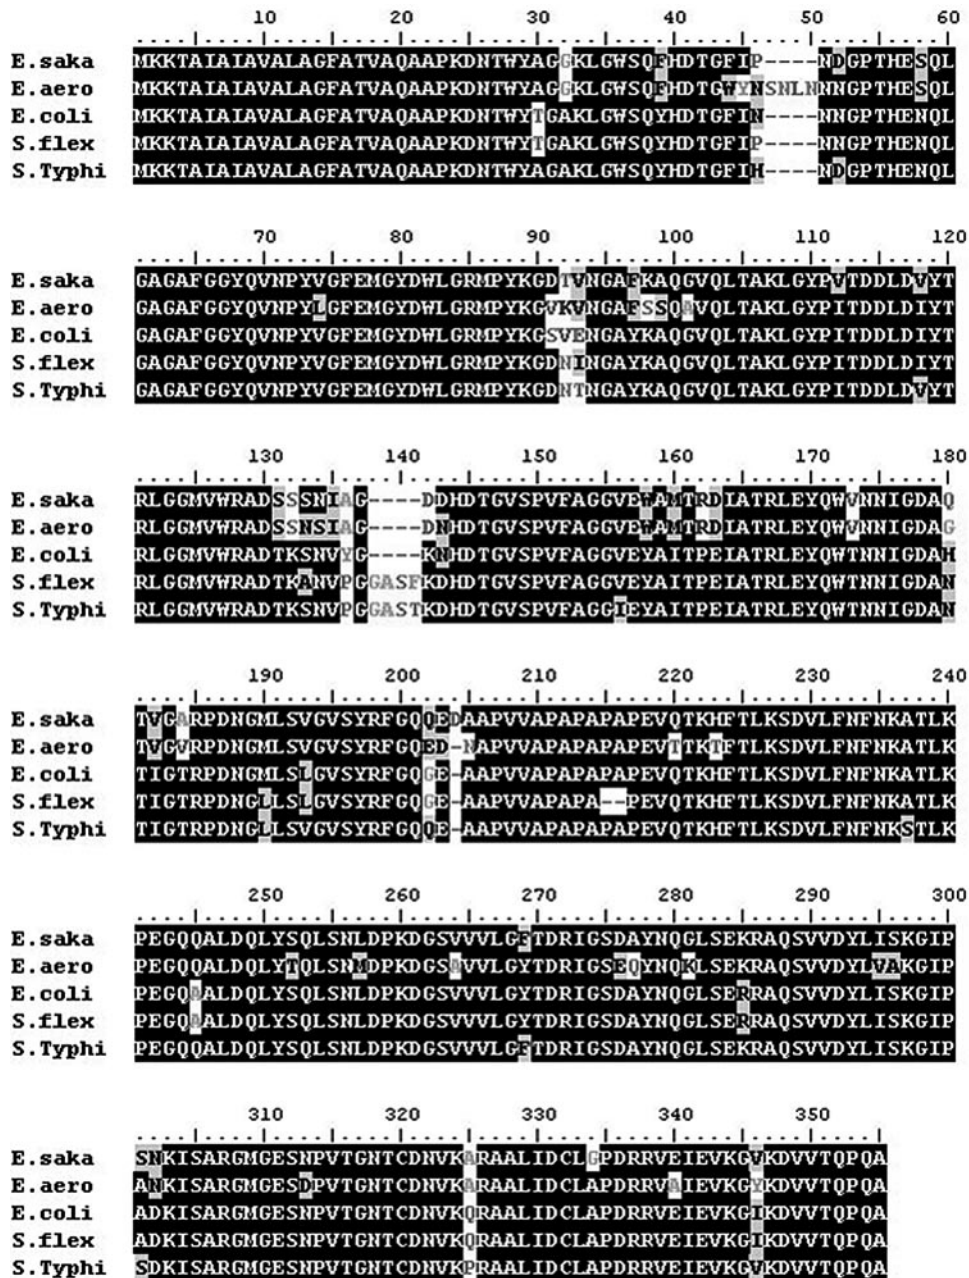 10 20 30 40 50 60
E.saka MKKTAIAIAVALAGFATVAQAAPKDNTWYAGGKLGWSQFHDTGFIP----NDGPTHESQL
E.aero MKKTAIAIAVALAGFATVAQAAPKDNTWYAGGKLGWSQFHDTGWYNSNLNNNGPTHESQL
E.coli MKKTAIAIAVALAGFATVAQAAPKDNTWYTGAKLGWSQYHDTGFIN----NNGPTHENQL
S.flex MKKTAIAIAVALAGFATVAQAAPKDNTWYTGAKLGWSQYHDTGFIP----NNGPTHENQL
S.Typhi MKKTAIAIAVALAGFATVAQAAPKDNTWYAGAKLGWSQYHDTGFIH----NDGPTHENQL
70 80 90 100 110 120
E.saka GAGAFGGYQVNPYVGFEMGYDWLGRMPYKGDTVNGAFKAQGVQLTAKLGYPVTDDLDVYT
E.aero GAGAFGGYQVNPYLGFEMGYDWLGRMPYKGVKVNGAFSSQAVQLTAKLGYPITDDLDIYT
E.coli GAGAFGGYQVNPYVGFEMGYDWLGRMPYKGSVENGAYKAQGVQLTAKLGYPITDDLDIYT
S.flex GAGAFGGYQVNPYVGFEMGYDWLGRMPYKGDNINGAYKAQGVQLTAKLGYPITDDLDIYT
S.Typhi GAGAFGGYQVNPYVGFEMGYDWLGRMPYKGDNTNGAYKAQGVQLTAKLGYPITDDLDVYT
130 140 150 160 170 180
E.saka RLGGMVWRADSSSNIAG----DDHDTGVSPVFAGGVEWAMTRDIATRLEYQWVNNIGDAQ
E.aero RLGGMVWRADSSNSIAG----DNHDTGVSPVFAGGVEWAMTRDIATRLEYQWVNNIGDAG
E.coli RLGGMVWRADTKSNVYG----KNHDTGVSPVFAGGVEYAITPEIATRLEYQWTNNIGDAH
S.flex RLGGMVWRADTKANVPGGASFKDHDTGVSPVFAGGVEYAITPEIATRLEYQWTNNIGDAN
S.Typhi RLGGMVWRADTKSNVPGGASTKDHDTGVSPVFAGGIEYAITPEIATRLEYQWTNNIGDAN
190 200 210 220 230 240
E.saka TVGARPDNGMLSVGVSYRFGQQEDAAPVVAPAPAPAPEVQTKHFTLKSDVLFNFNKATLK
E.aero TVGVRPDNGMLSVGVSYRFGQED-NAPVVAPAPAPAPEVTTKTFTLKSDVLFNFNKATLK
E.coli TIGTRPDNGMLSLGVSYRFGQGE-AAPVVAPAPAPAPEVQTKHFTLKSDVLFNFNKATLK
S.flex TIGTRPDNGLLSLGVSYRFGQGE-AAPVVAPAPA--PEVQTKHFTLKSDVLFNFNKATLK
S.Typhi TIGTRPDNGLLSVGVSYRFGQQE-AAPVVAPAPAPAPEVQTKHFTLKSDVLFNFNKSTLK
250 260 270 280 290 300
E.saka PEGQQALDQLYSQLSNLDPKDGSVVVLGFTDRIGSDAYNQGLSEKRAQSVVDYLISKGIP
E.aero PEGQQALDQLYTQLSNMDPKDGSAVVLGYTDRIGSEQYNQKLSEKRAQSVVDYLVAKGIP
E.coli PEGQAALDQLYSQLSNLDPKDGSVVVLGYTDRIGSDAYNQGLSERRAQSVVDYLISKGIP
S.flex PEGQAALDQLYSQLSNLDPKDGSVVVLGYTDRIGSDAYNQGLSERRAQSVVDYLISKGIP
S.Typhi PEGQQALDQLYSQLSNLDPKDGSVVVLGFTDRIGSDAYNQGLSEKRAQSVVDYLISKGIP
310 320 330 340 350
E.saka SNKISARGMGESNPVTGNTCDNVKARAALIDCLGPDRRVEIEVKGVKDVVTQPQA
E.aero ANKISARGMGESDPVTGNTCDNVKARAALIDCLAPDRRVAIEVKGYKDVVTQPQA
E.coli ADKISARGMGESNPVTGNTCDNVKQRAALIDCLAPDRRVEIEVKGIKDVVTQPQA
S.flex ADKISARGMGESNPVTGNTCDNVKQRAALIDCLAPDRRVEIEVKGIKDVVTQPQA
S.Typhi SDKISARGMGESNPVTGNTCDNVKPRAALIDCLAPDRRVEIEVKGVKDVVTQPQA